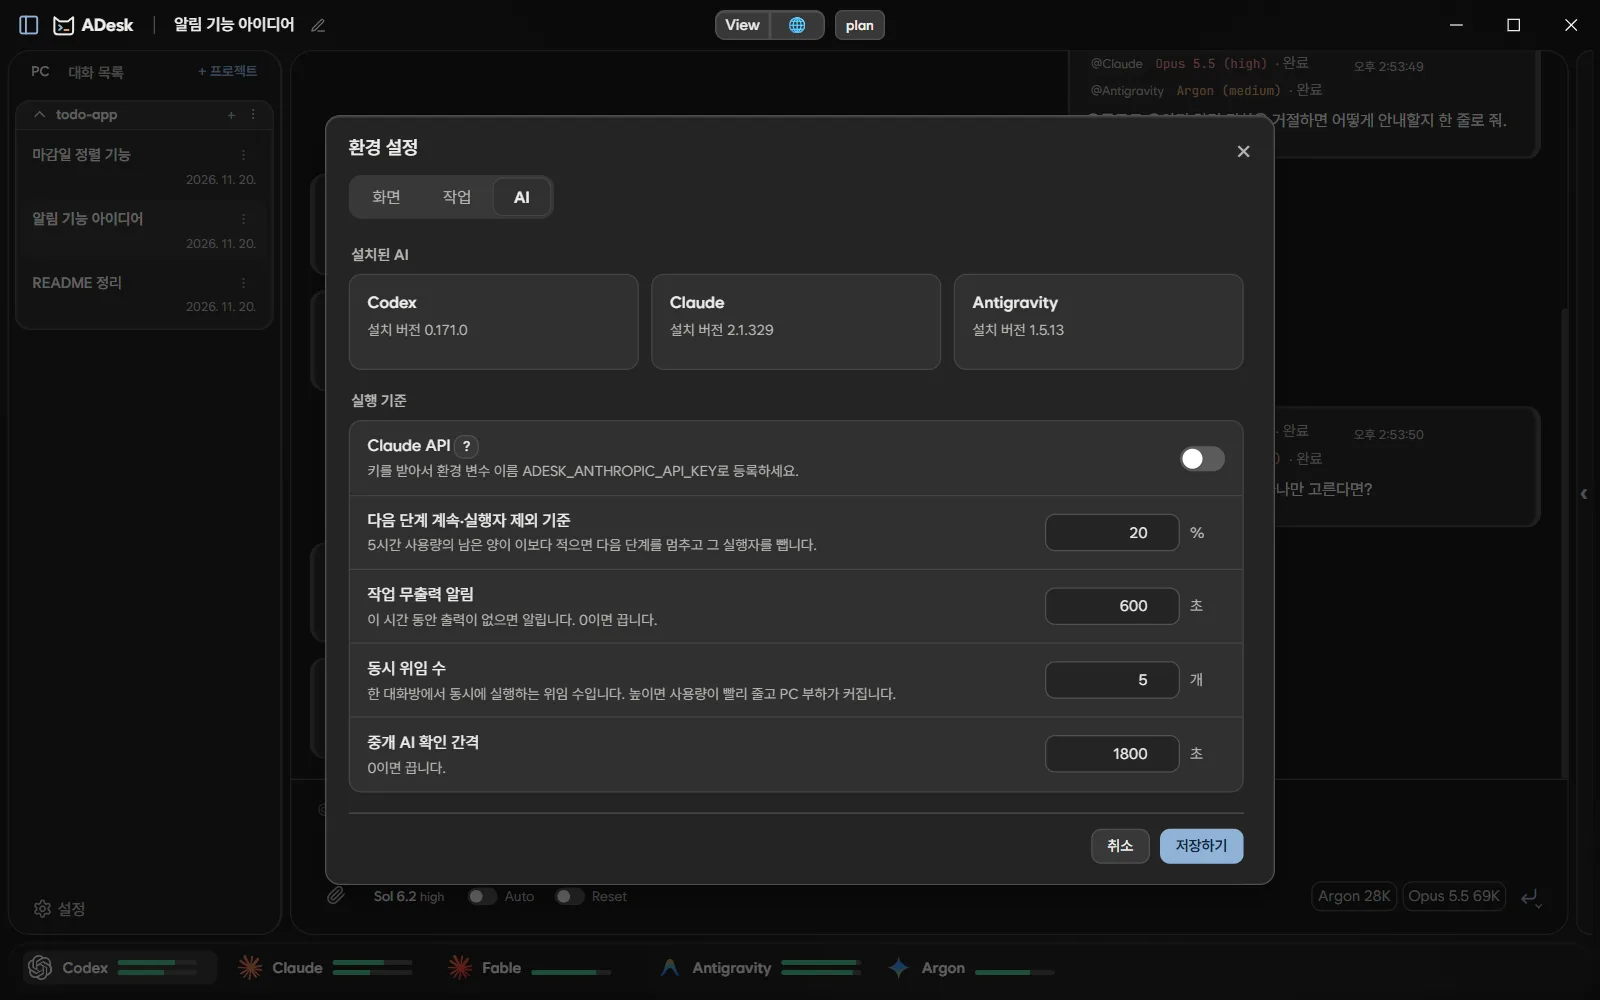 ADesk
알림 기능 아이디어
View
plan
PC
대화 목록
+ 프로젝트
todo-app
마감일 정렬 기능
2026. 11. 20.
알림 기능 아이디어
2026. 11. 20.
README 정리
2026. 11. 20.
설정
@Claude Opus 5.5 (high) · 완료
오후 2:53:49
@Antigravity Argon (medium) · 완료
거절하면 어떻게 안내할지 한 줄로 줘.
· 완료
오후 2:53:50
) · 완료
나만 고른다면?
환경 설정
화면
작업
AI
설치된 AI
Codex
설치 버전 0.171.0
Claude
설치 버전 2.1.329
Antigravity
설치 버전 1.5.13
실행 기준
Claude API ?
키를 받아서 환경 변수 이름 ADESK_ANTHROPIC_API_KEY로 등록하세요.
다음 단계 계속·실행자 제외 기준
5시간 사용량의 남은 양이 이보다 적으면 다음 단계를 멈추고 그 실행자를 뺍니다.
20 %
작업 무출력 알림
이 시간 동안 출력이 없으면 알립니다. 0이면 끕니다.
600 초
동시 위임 수
한 대화방에서 동시에 실행하는 위임 수입니다. 높이면 사용량이 빨리 줄고 PC 부하가 커집니다.
5 개
중개 AI 확인 간격
0이면 끕니다.
1800 초
취소
저장하기
Sol 6.2 high
Auto
Reset
Argon 28K
Opus 5.5 69K
Codex
Claude
Fable
Antigravity
Argon